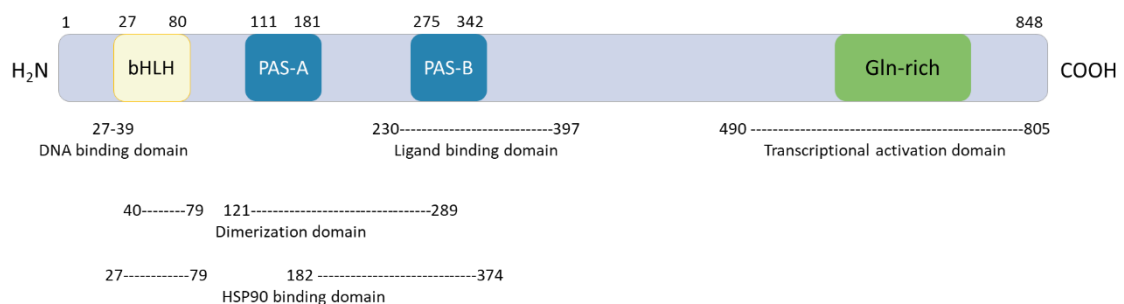 1 27 80 111 181 275 342 848
H₂N bHLH PAS-A PAS-B Gln-rich COOH
27-39 230------------------------397 490 --------------------------------------------805
DNA binding domain Ligand binding domain Transcriptional activation domain
40--------79 121-----------------------------289
Dimerization domain
27------------79 182 --------------------------374
HSP90 binding domain